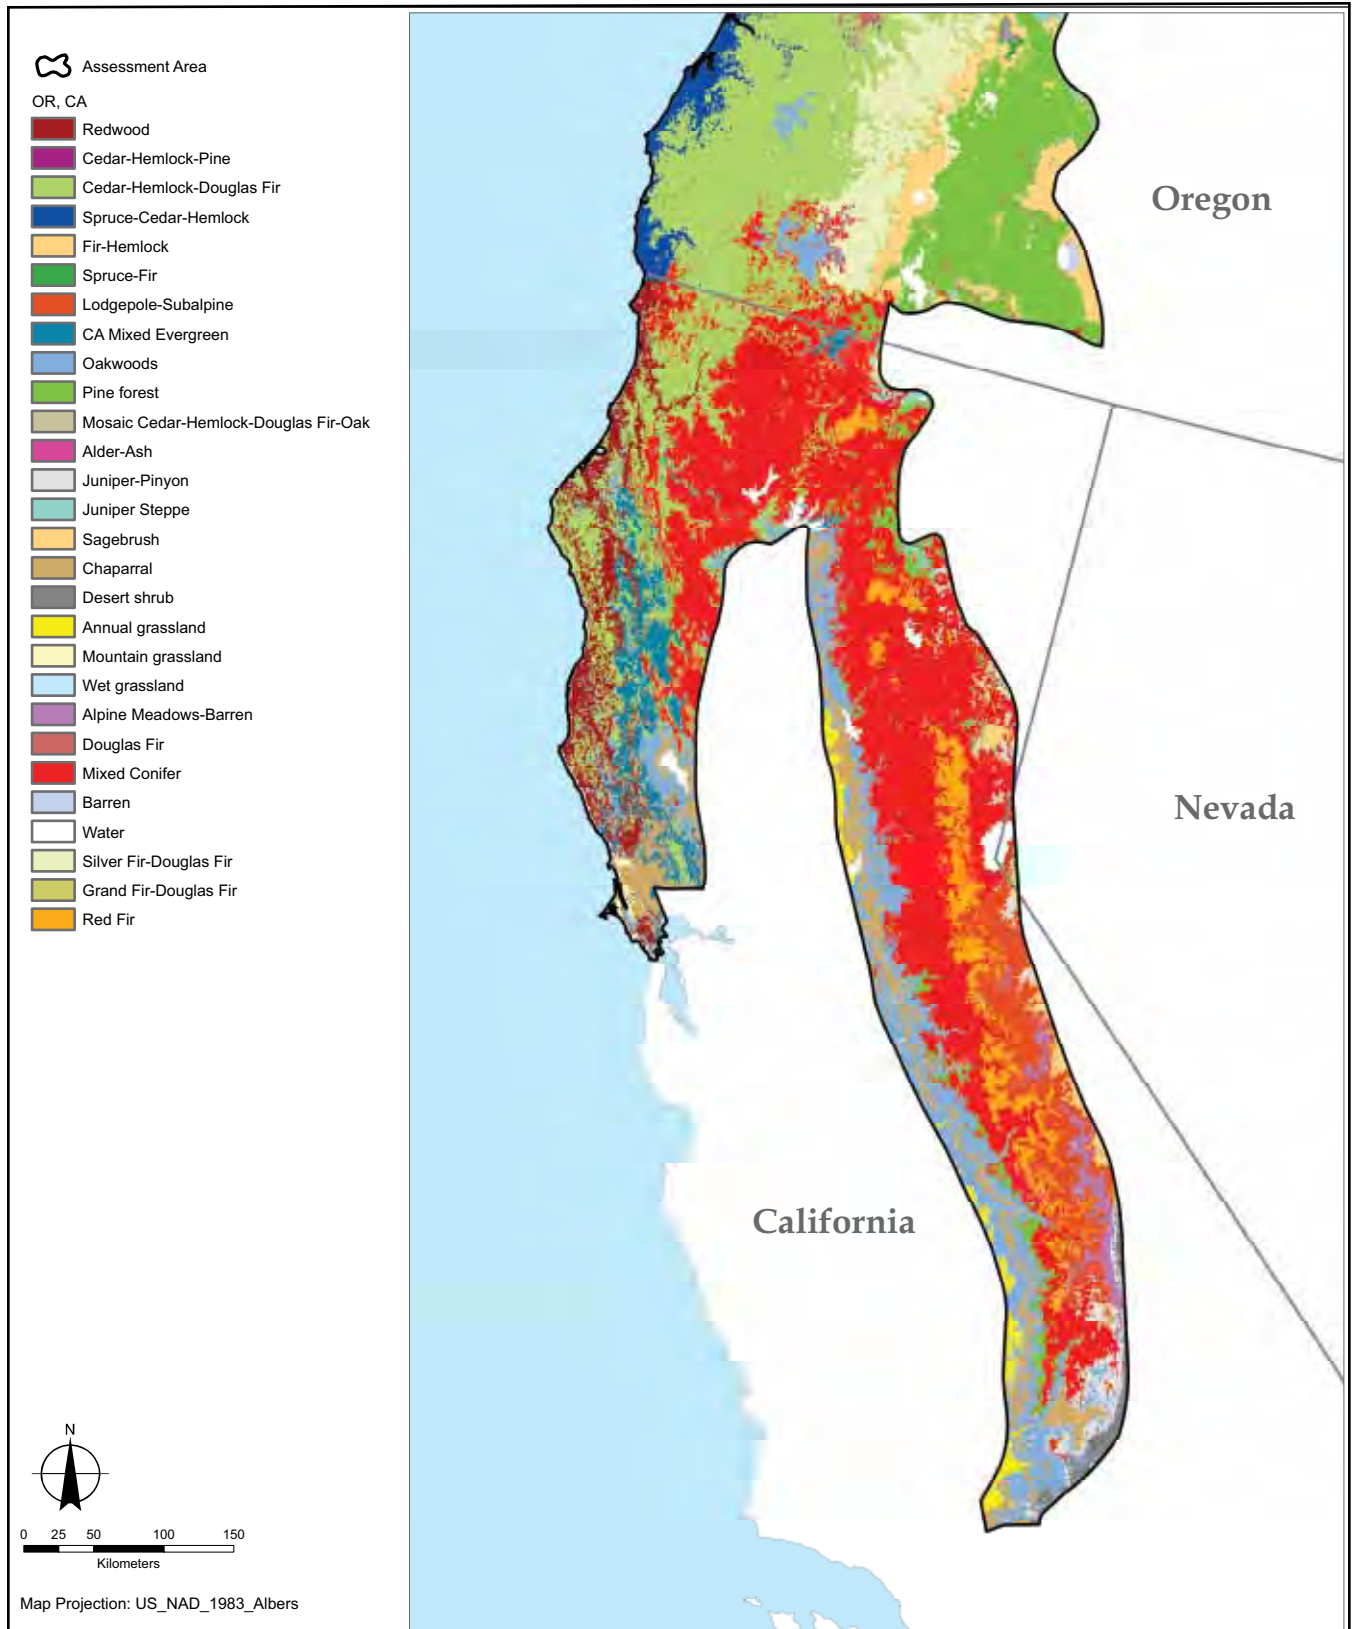 Assessment Area
OR, CA
Redwood
Cedar-Hemlock-Pine
Cedar-Hemlock-Douglas Fir
Spruce-Cedar-Hemlock
Fir-Hemlock
Spruce-Fir
Lodgepole-Subalpine
CA Mixed Evergreen
Oakwoods
Pine forest
Mosaic Cedar-Hemlock-Douglas Fir-Oak
Alder-Ash
Juniper-Pinyon
Juniper Steppe
Sagebrush
Chaparral
Desert shrub
Annual grassland
Mountain grassland
Wet grassland
Alpine Meadows-Barren
Douglas Fir
Mixed Conifer
Barren
Water
Silver Fir-Douglas Fir
Grand Fir-Douglas Fir
Red Fir
Oregon
Nevada
California
N
0 25 50 100 150
Kilometers
Map Projection: US_NAD_1983_Albers